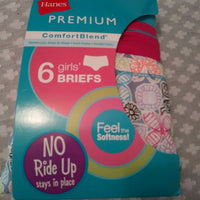 Hanes
PREMIUM
ComfortBlend®
6 girls'
BRIEFS
Feel the
Softness!
NO
Ride Up
stays in place